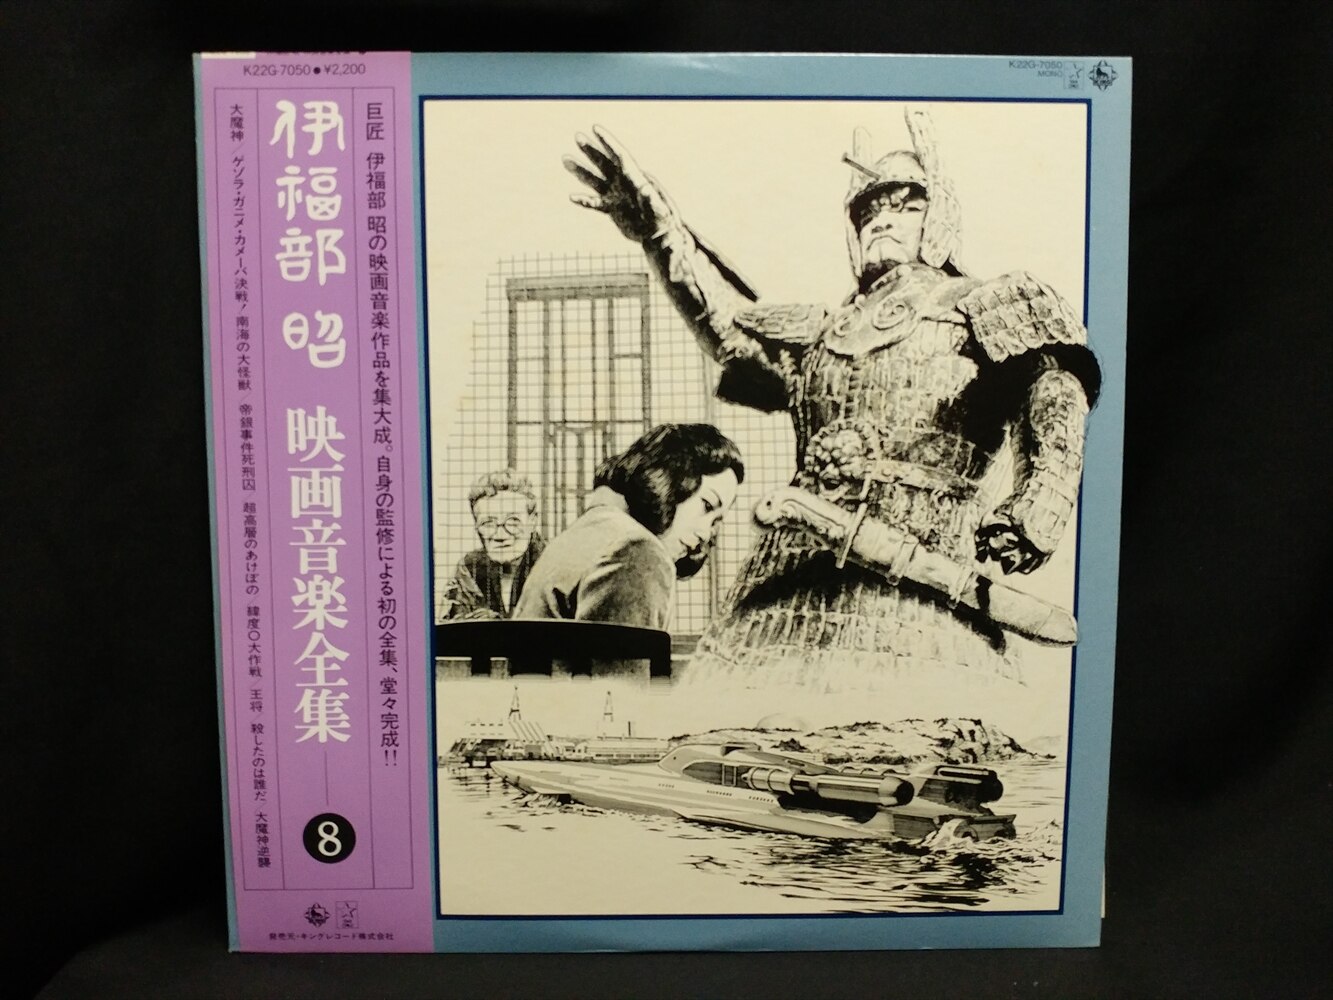 K22G-7050●¥2,200
巨匠 伊福部 昭の映画音楽作品を集大成。自身の監修による初の全集、堂々完成!!
伊福部 昭 映画音楽全集 8
大魔神/ゲゾラ・ガニメ・カメーバ決戦!南海の大怪獣 帝銀事件死刑囚 超高層のあけぼの/緯度〇大作戦/王将 殺したのは誰だ/大魔神逆襲
発売元・キングレコード株式会社
K22G-7050
MONO